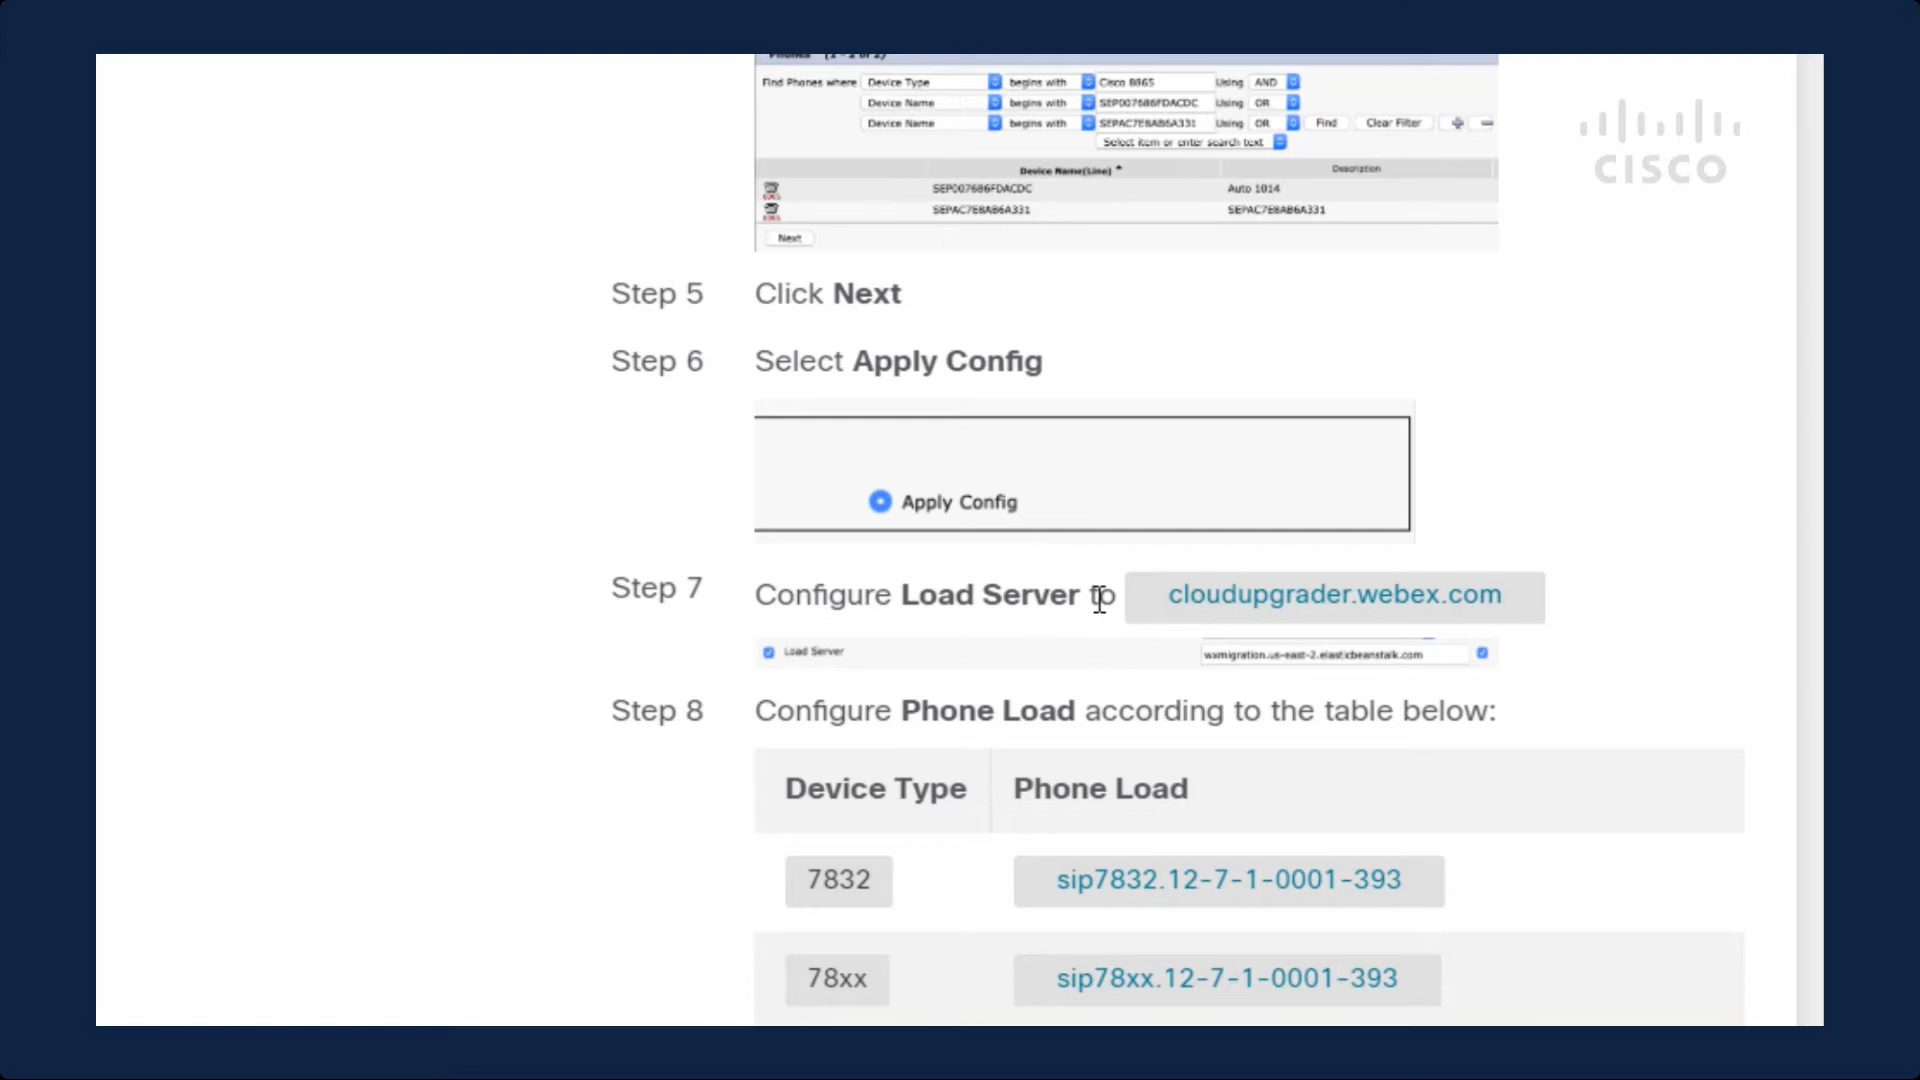 Phones (1 - 2 of 2)
Find Phones where Device Type begins with Cisco 8865 Using AND
Device Name begins with SEP007686FDACDC Using OR
Device Name begins with SEPAC7E8AB6A331 Using OR Find Clear Filter
Select item or enter search text
CISCO
Device Name(Line) Description
SEP007686FDACDC Auto 1014
SEPAC7E8AB6A331 SEPAC7E8AB6A331
Next
Step 5 Click Next
Step 6 Select Apply Config
Apply Config
Step 7 Configure Load Server to cloudupgrader.webex.com
Load Server wxmigration.us-east-2.elasticbeanstalk.com
Step 8 Configure Phone Load according to the table below:
Device Type Phone Load
7832 sip7832.12-7-1-0001-393
78xx sip78xx.12-7-1-0001-393